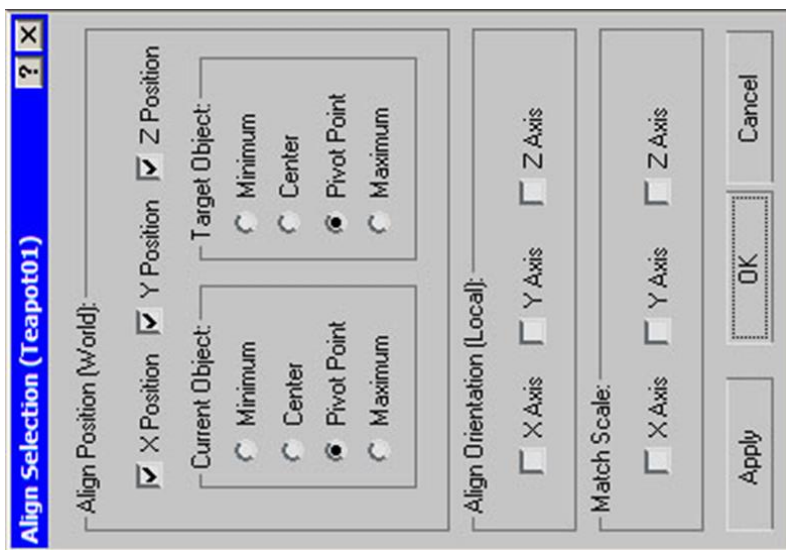 Align Selection (Teapot01)
Align Position (World):
X Position Y Position Z Position
Current Object: Target Object:
Minimum Minimum
Center Center
Pivot Point Pivot Point
Maximum Maximum
Align Orientation (Local):
X Axis Y Axis Z Axis
Match Scale:
X Axis Y Axis Z Axis
Apply OK Cancel